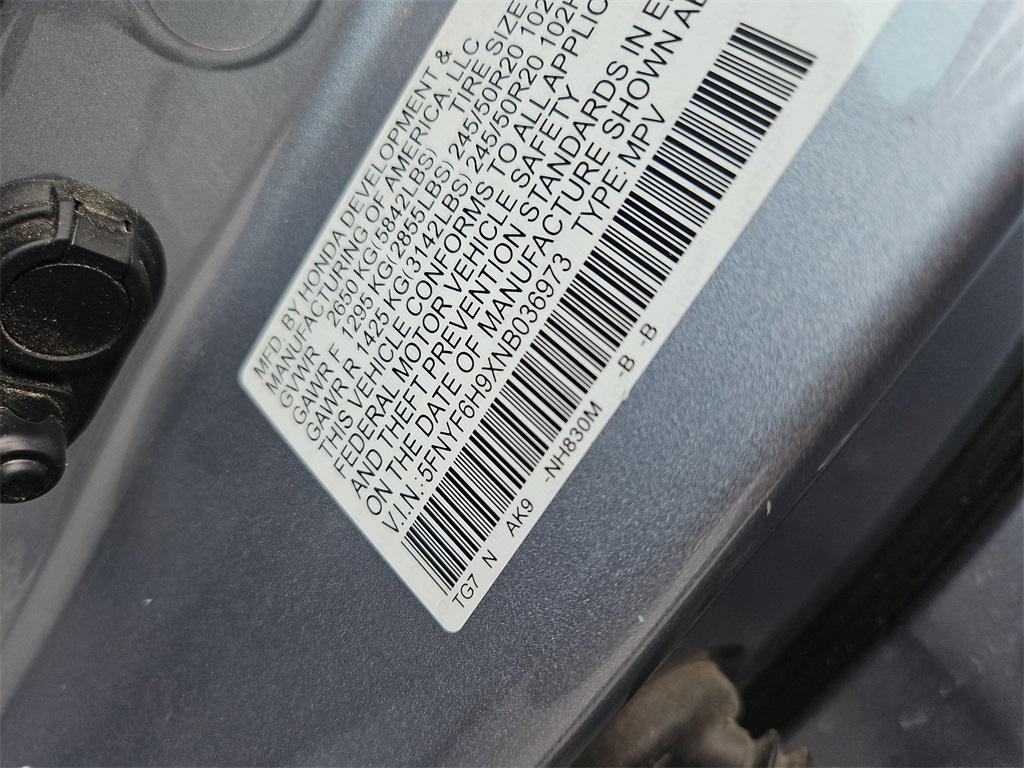 MFD. BY HONDA DEVELOPMENT &
MANUFACTURING OF AMERICA, LLC
GVWR 2650 KG(5842LBS) TIRE SIZE
GAWR F 1295 KG(2855LBS) 245/50R20 102
GAWR R 1425 KG(3142LBS) 245/50R20 102H
THIS VEHICLE CONFORMS TO ALL APPLIC
FEDERAL MOTOR VEHICLE SAFETY
AND THEFT PREVENTION STANDARDS IN E
ON THE DATE OF MANUFACTURE SHOWN AB
V.I.N.:5FNYF6H9XNB036973 TYPE:MPV
TG7 N AK9 -NH830M -B -B